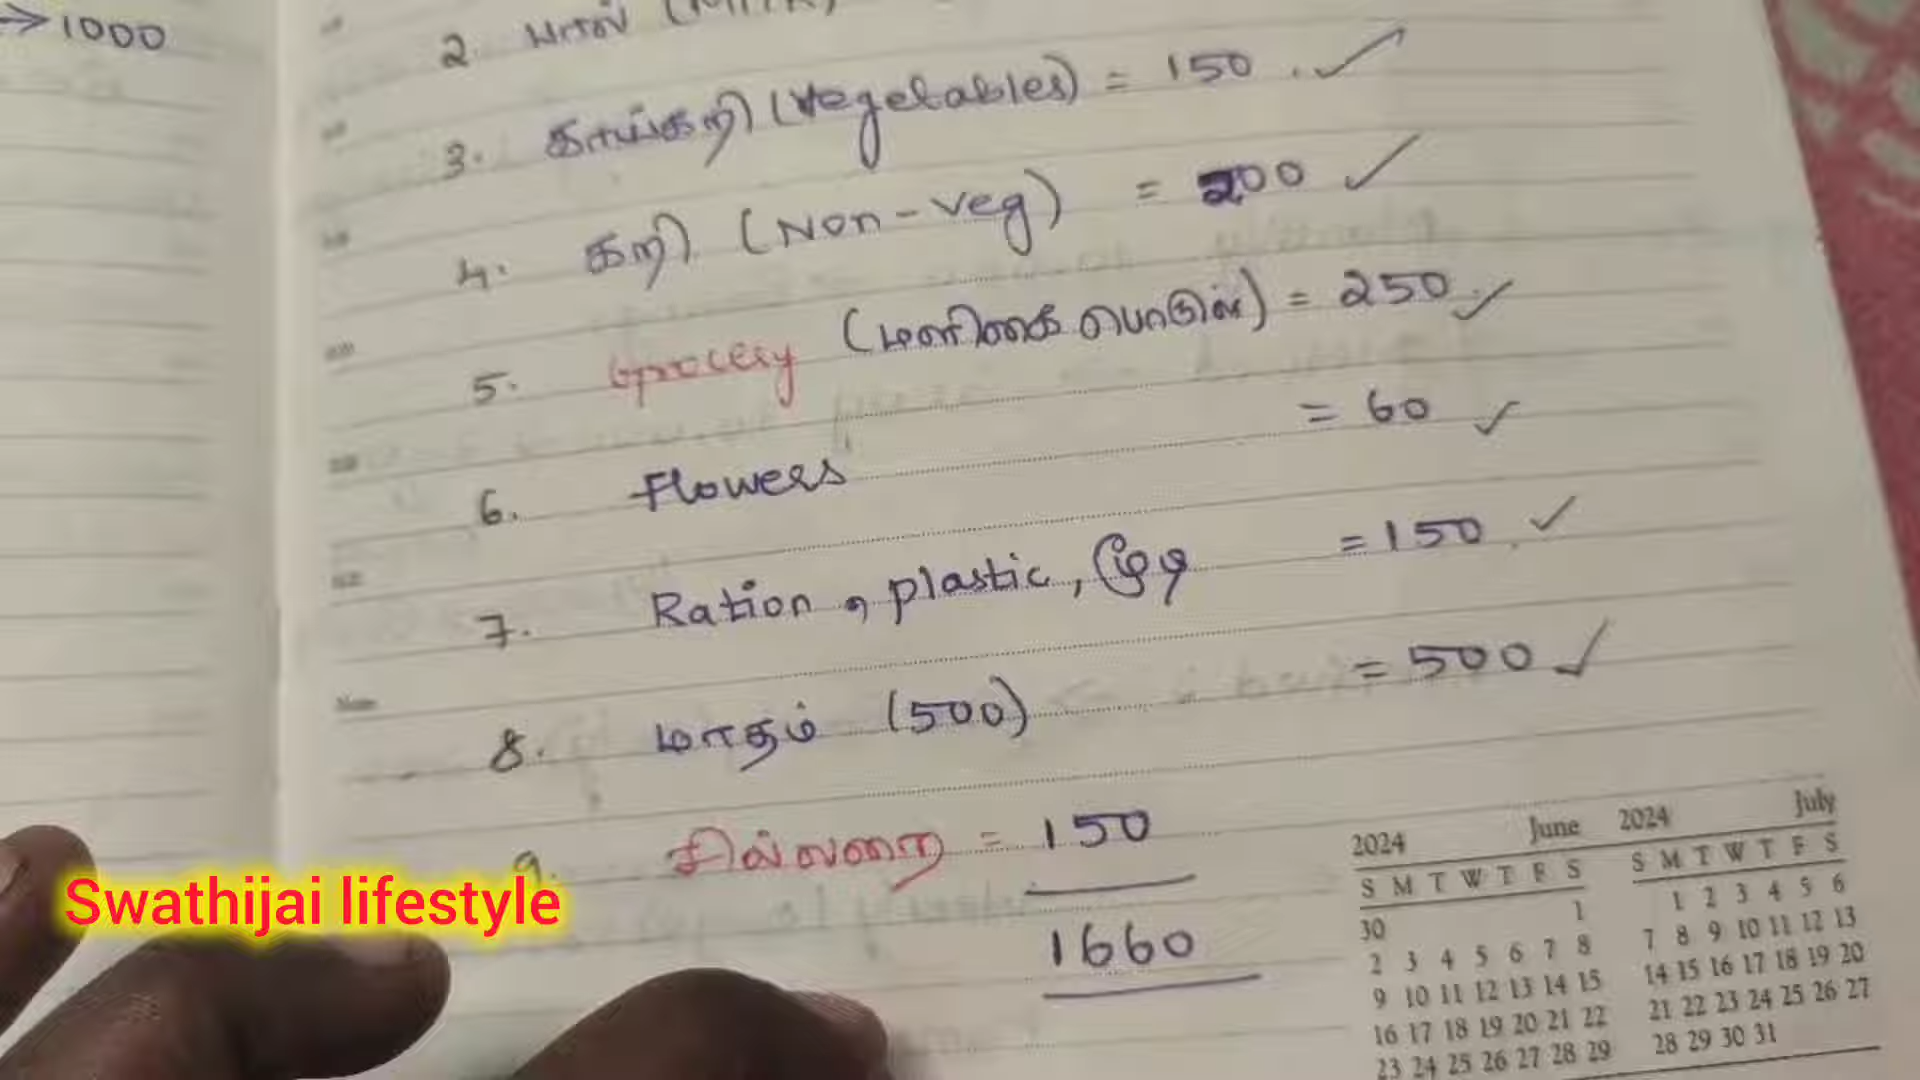 → 1000
2. பால் (Milk)
3. காய்கறி (Vegetables) = 150. ✓
4. கறி (Non-veg) = 200 ✓
5. Grocery (மளிகை பொருள்) = 250. ✓
6. Flowers = 60 ✓
7. Ration, plastic, முடி = 150. ✓
8. மாதம் (500) = 500 ✓
9. சில்லறை = 150
1660
Swathijai lifestyle
2024 June
S M T W T F S
30 1
2 3 4 5 6 7 8
9 10 11 12 13 14 15
16 17 18 19 20 21 22
23 24 25 26 27 28 29
2024 July
S M T W T F S
1 2 3 4 5 6
7 8 9 10 11 12 13
14 15 16 17 18 19 20
21 22 23 24 25 26 27
28 29 30 31